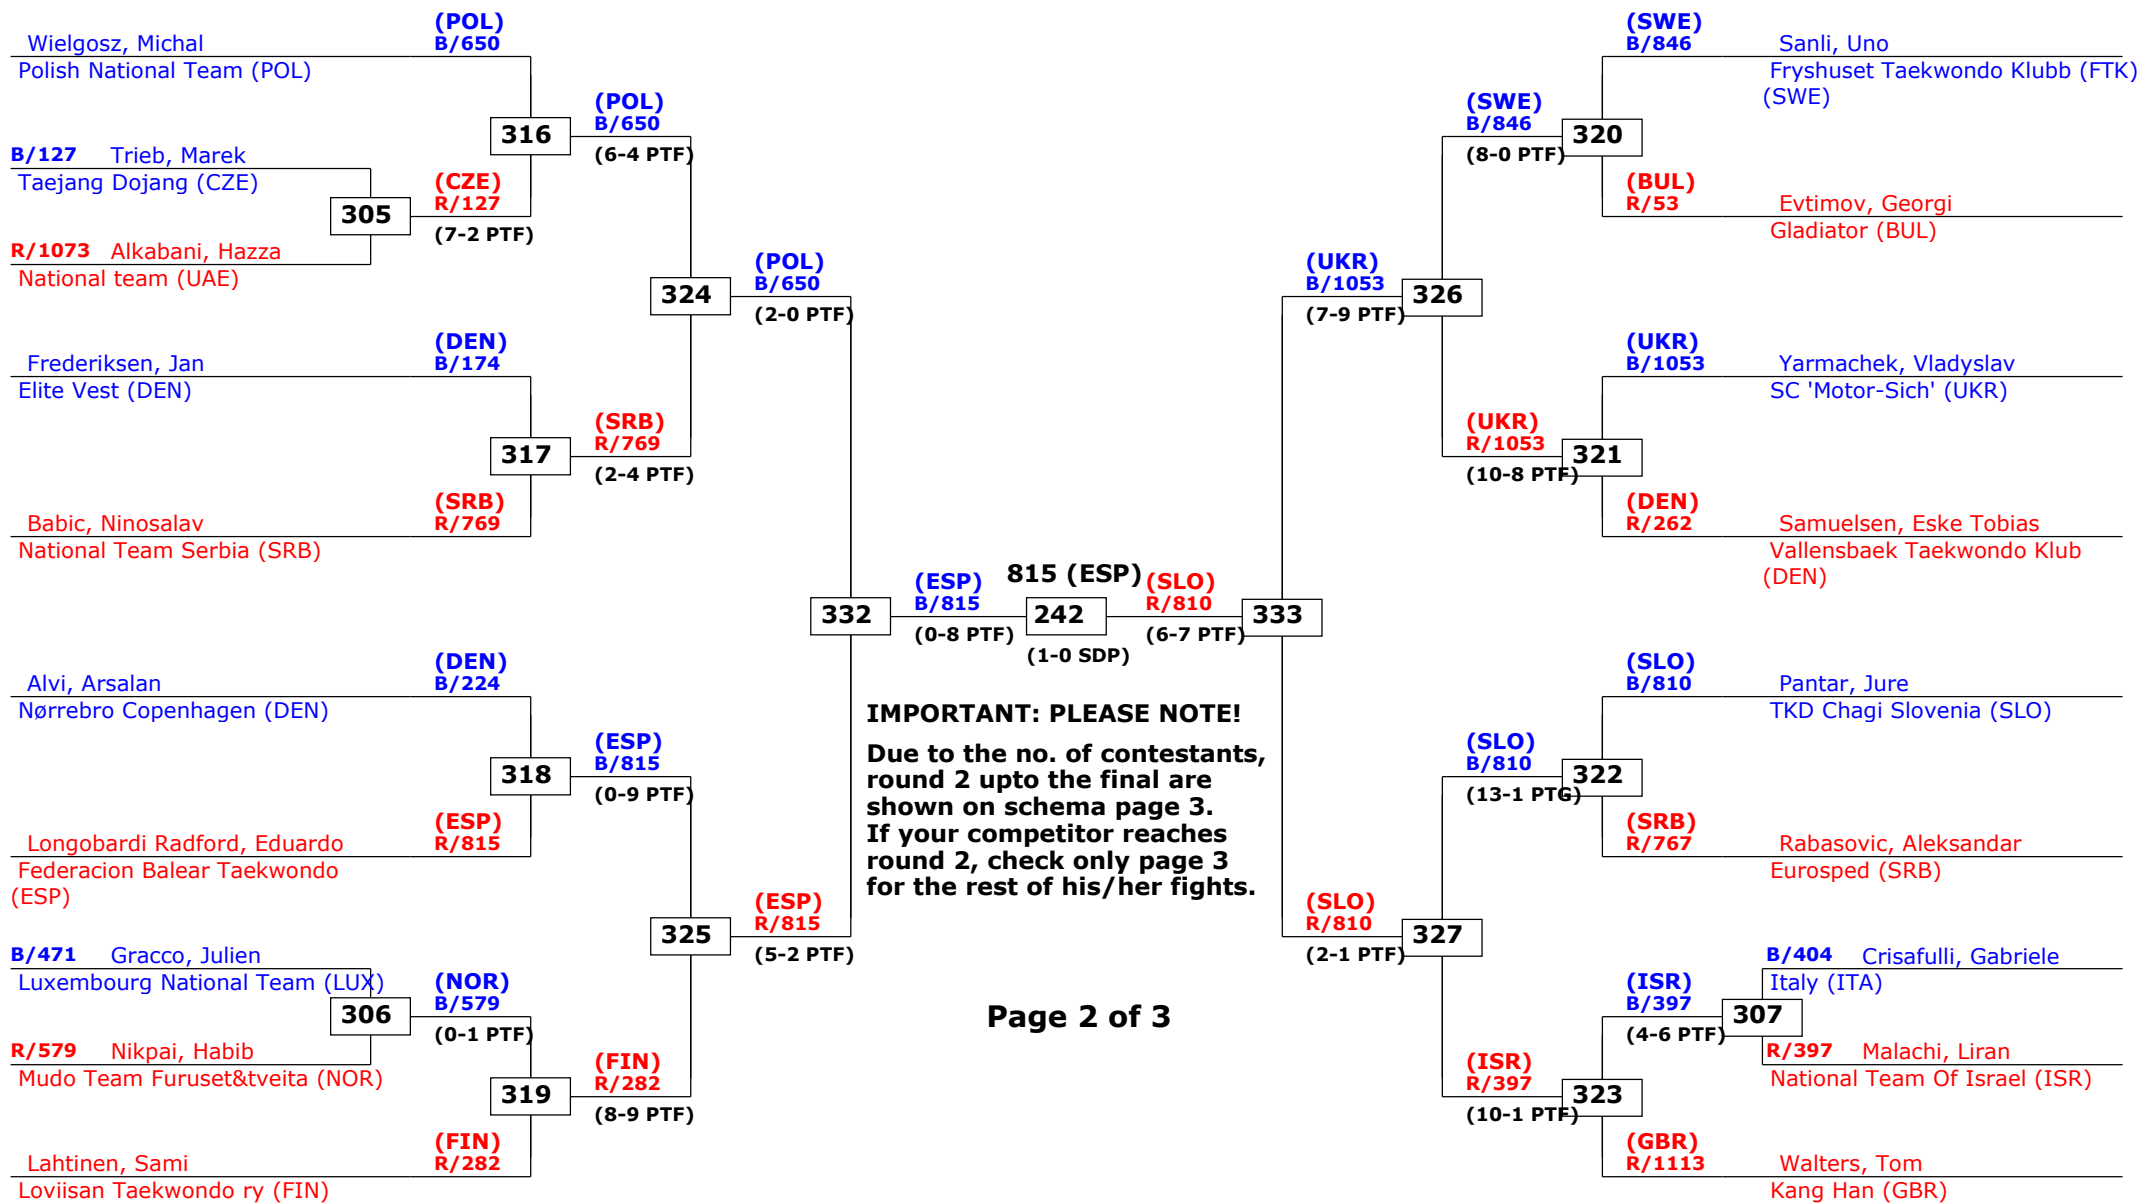 (POL)
Wielgosz, Michal B/650
Polish National Team (POL)
316
(POL)
B/650
(6-4 PTF)
B/127 Trieb, Marek
Taejang Dojang (CZE)
305
(CZE)
R/127
(7-2 PTF)
R/1073 Alkabani, Hazza
National team (UAE)
324
(POL)
B/650
(2-0 PTF)
(DEN)
Frederiksen, Jan B/174
Elite Vest (DEN)
317
(SRB)
R/769
(2-4 PTF)
(SRB)
Babic, Ninosalav R/769
National Team Serbia (SRB)
332
(ESP)
B/815
(0-8 PTF)
815 (ESP)
242
(1-0 SDP)
(SLO)
R/810
(6-7 PTF)
333
(DEN)
Alvi, Arsalan B/224
Nørrebro Copenhagen (DEN)
318
(ESP)
B/815
(0-9 PTF)
(ESP)
Longobardi Radford, Eduardo R/815
Federacion Balear Taekwondo
(ESP)
325
(ESP)
R/815
(5-2 PTF)
B/471 Gracco, Julien
Luxembourg National Team (LUX)
306
(NOR)
B/579
(0-1 PTF)
R/579 Nikpai, Habib
Mudo Team Furuset&tveita (NOR)
319
(FIN)
R/282
(8-9 PTF)
(FIN)
Lahtinen, Sami R/282
Loviisan Taekwondo ry (FIN)
IMPORTANT: PLEASE NOTE!
Due to the no. of contestants,
round 2 upto the final are
shown on schema page 3.
If your competitor reaches
round 2, check only page 3
for the rest of his/her fights.
Page 2 of 3
(SWE)
B/846 Sanli, Uno
Fryshuset Taekwondo Klubb (FTK)
(SWE)
(SWE)
B/846
(8-0 PTF)
320
(BUL)
R/53 Evtimov, Georgi
Gladiator (BUL)
(UKR)
B/1053
(7-9 PTF)
326
(UKR)
B/1053 Yarmachek, Vladyslav
SC 'Motor-Sich' (UKR)
(UKR)
R/1053
(10-8 PTF)
321
(DEN)
R/262 Samuelsen, Eske Tobias
Vallensbaek Taekwondo Klub
(DEN)
(SLO)
B/810 Pantar, Jure
TKD Chagi Slovenia (SLO)
(SLO)
B/810
(13-1 PTG)
322
(SRB)
R/767 Rabasovic, Aleksandar
Eurosped (SRB)
(SLO)
R/810
(2-1 PTF)
327
B/404 Crisafulli, Gabriele
Italy (ITA)
(ISR)
B/397
(4-6 PTF)
307
R/397 Malachi, Liran
National Team Of Israel (ISR)
(ISR)
R/397
(10-1 PTF)
323
(GBR)
R/1113 Walters, Tom
Kang Han (GBR)